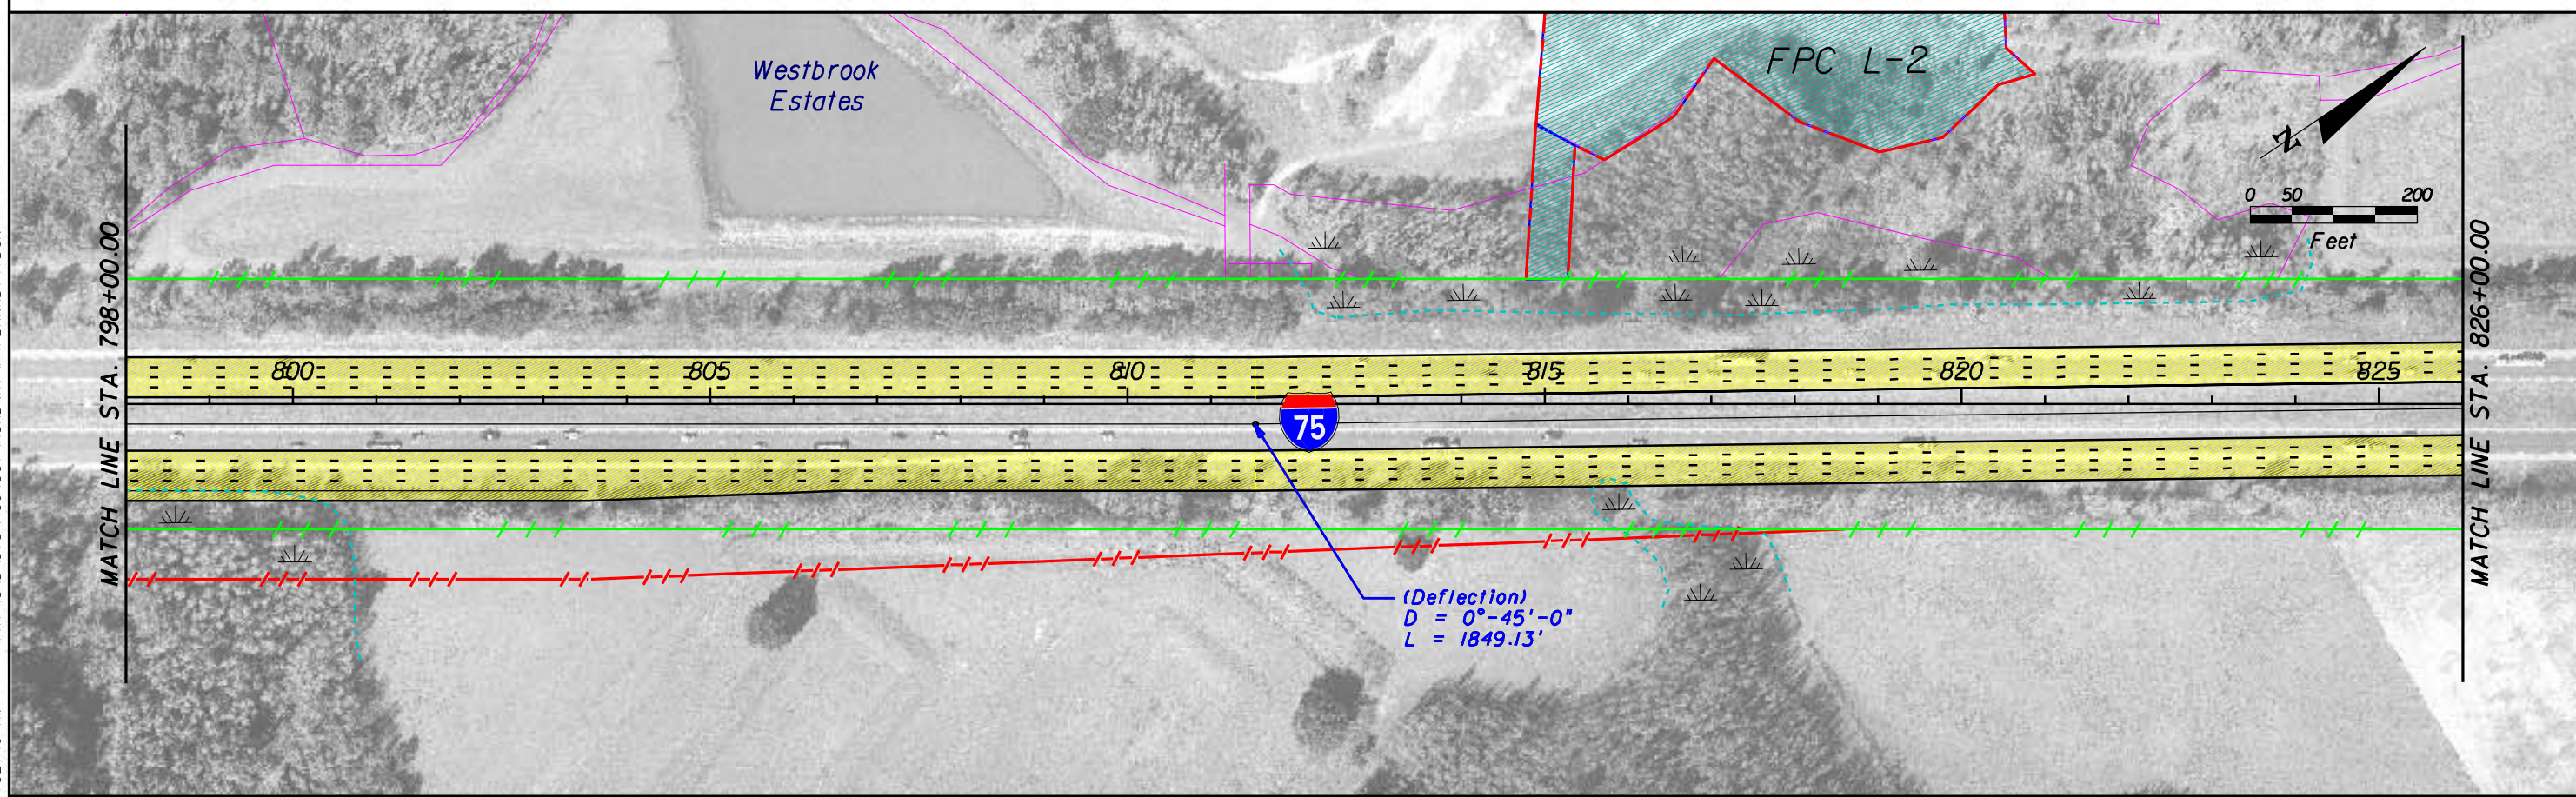 Westbrook
Estates
FPC L-2
N
0 50 200
Feet
MATCH LINE STA. 798+00.00
MATCH LINE STA. 826+00.00
800 805 810 815 820 825
75
(Deflection)
D = 0°-45'-0"
L = 1849.13'